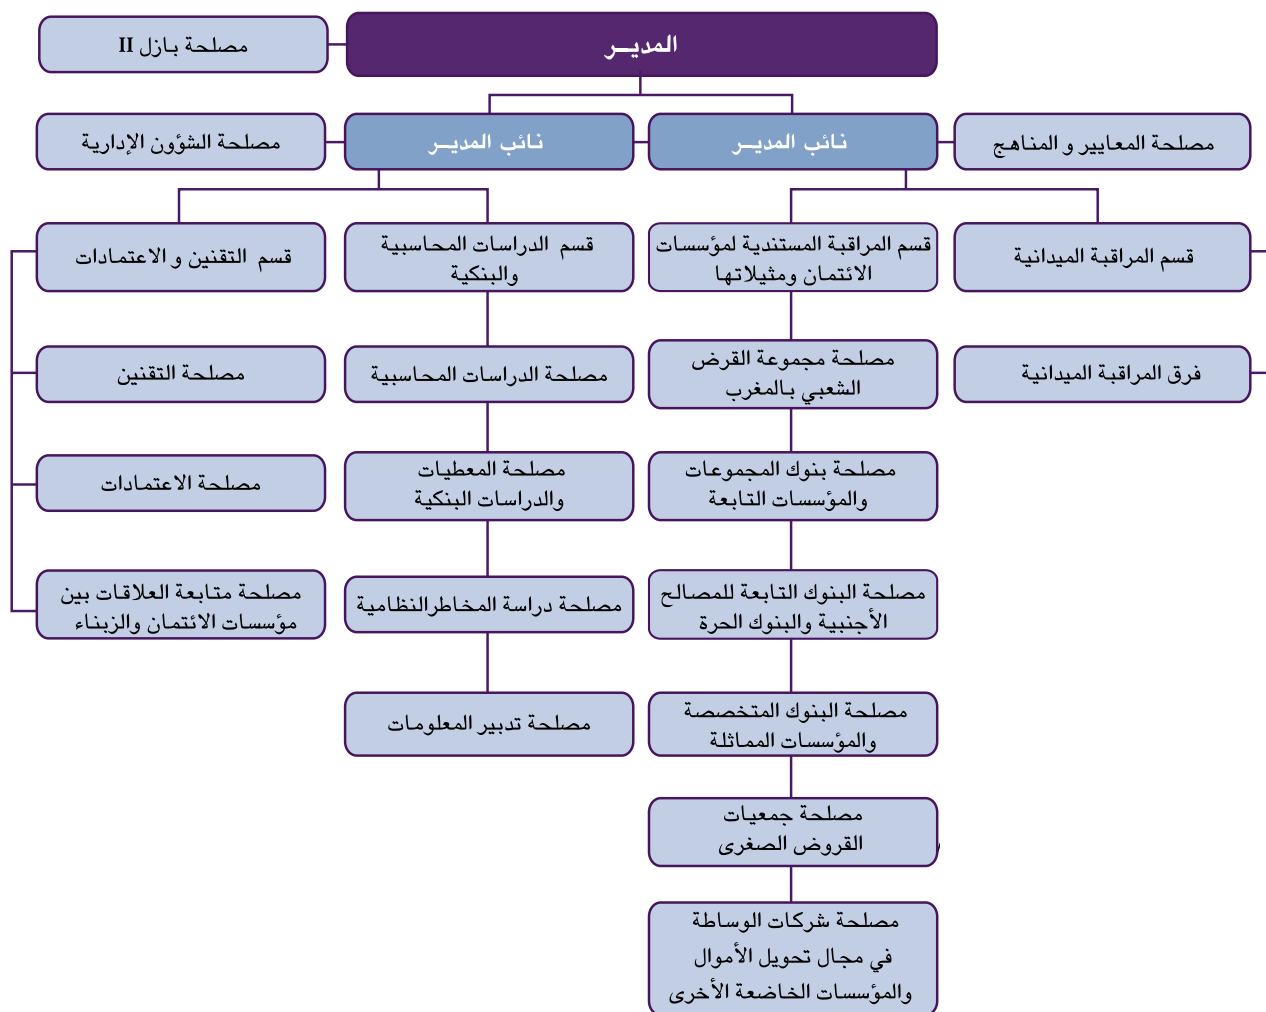 المديـر
مصلحة بازل II
مصلحة المعايير و المناهج
نائب المديـر
نائب المديـر
مصلحة الشؤون الإدارية
قسم المراقبة الميدانية
قسم المراقبة المستندية لمؤسسات
الائتمان ومثيلاتها
قسم الدراسات المحاسبية
والبنكية
قسم التقنين و الاعتمادات
فرق المراقبة الميدانية
مصلحة مجموعة القرض
الشعبي بالمغرب
مصلحة الدراسات المحاسبية
مصلحة التقنين
مصلحة بنوك المجموعات
والمؤسسات التابعة
مصلحة المعطيات
والدراسات البنكية
مصلحة الاعتمادات
مصلحة البنوك التابعة للمصالح
الأجنبية والبنوك الحرة
مصلحة دراسة المخاطرالنظامية
مصلحة متابعة العلاقات بين
مؤسسات الائتمان والزبناء
مصلحة البنوك المتخصصة
والمؤسسات المماثلة
مصلحة تدبير المعلومات
مصلحة جمعيات
القروض الصغرى
مصلحة شركات الوساطة
في مجال تحويل الأموال
والمؤسسات الخاضعة الأخرى